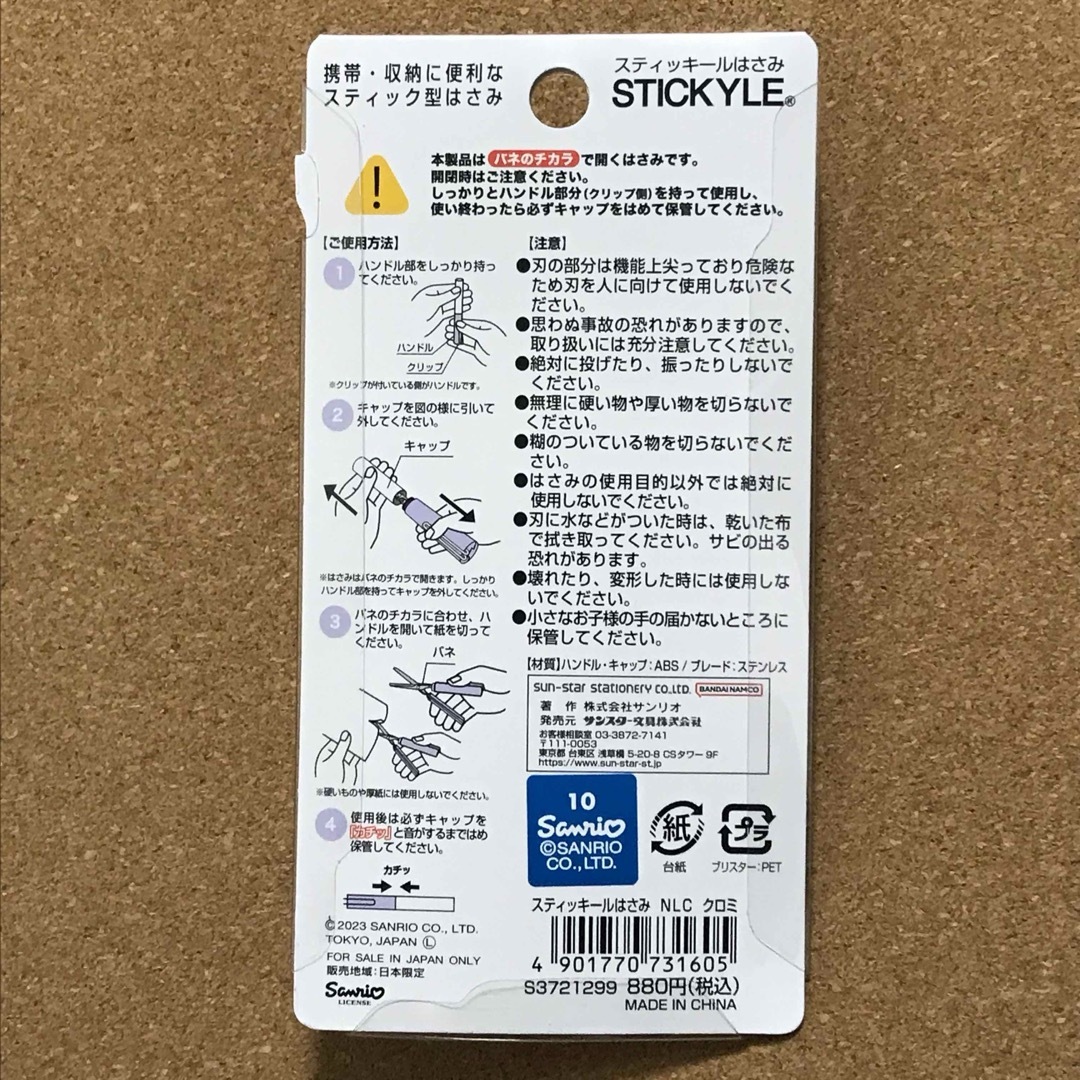 携帯・収納に便利な
スティック型はさみ
スティッキールはさみ
STICKYLE®
本製品はバネのチカラで開くはさみです。
開閉時はご注意ください。
しっかりとハンドル部分(クリップ側)を持って使用し、
使い終わったら必ずキャップをはめて保管してください。
【ご使用方法】
1 ハンドル部をしっかり持っ
てください。
ハンドル
クリップ
※クリップが付いている側がハンドルです。
2 キャップを図の様に引いて
外してください。
キャップ
※はさみはバネのチカラで開きます。しっかり
ハンドル部を持ってキャップを外してください。
3 バネのチカラに合わせ、ハ
ンドルを開いて紙を切って
ください。
バネ
※硬いものや厚紙には使用しないでください。
4 使用後は必ずキャップを
「カチッ」と音がするまではめ
保管してください。
カチッ
©2023 SANRIO CO., LTD.
TOKYO, JAPAN Ⓛ
FOR SALE IN JAPAN ONLY
販売地域:日本限定
Sanrio
LICENSE
【注意】
●刃の部分は機能上尖っており危険な
ため刃を人に向けて使用しないでく
ださい。
●思わぬ事故の恐れがありますので、
取り扱いには充分注意してください。
●絶対に投げたり、振ったりしないで
ください。
●無理に硬い物や厚い物を切らないで
ください。
●糊のついている物を切らないでくだ
さい。
●はさみの使用目的以外では絶対に
使用しないでください。
●刃に水などがついた時は、乾いた布
で拭き取ってください。サビの出る
恐れがあります。
●壊れたり、変形した時には使用しな
いでください。
●小さなお子様の手の届かないところに
保管してください。
【材質】ハンドル・キャップ:ABS / ブレード:ステンレス
sun-star stationery co.,LTD. BANDAI NAMCO
著 作 株式会社サンリオ
発売元 サンスター文具株式会社
お客様相談室 03-3872-7141
〒111-0053
東京都 台東区 浅草橋 5-20-8 CSタワー 9F
https://www.sun-star-st.jp
10
Sanrio
©SANRIO
CO., LTD.
紙
台紙
プラ
ブリスター:PET
スティッキールはさみ NLC クロミ
4 901770 731605
S3721299 880円(税込)
MADE IN CHINA